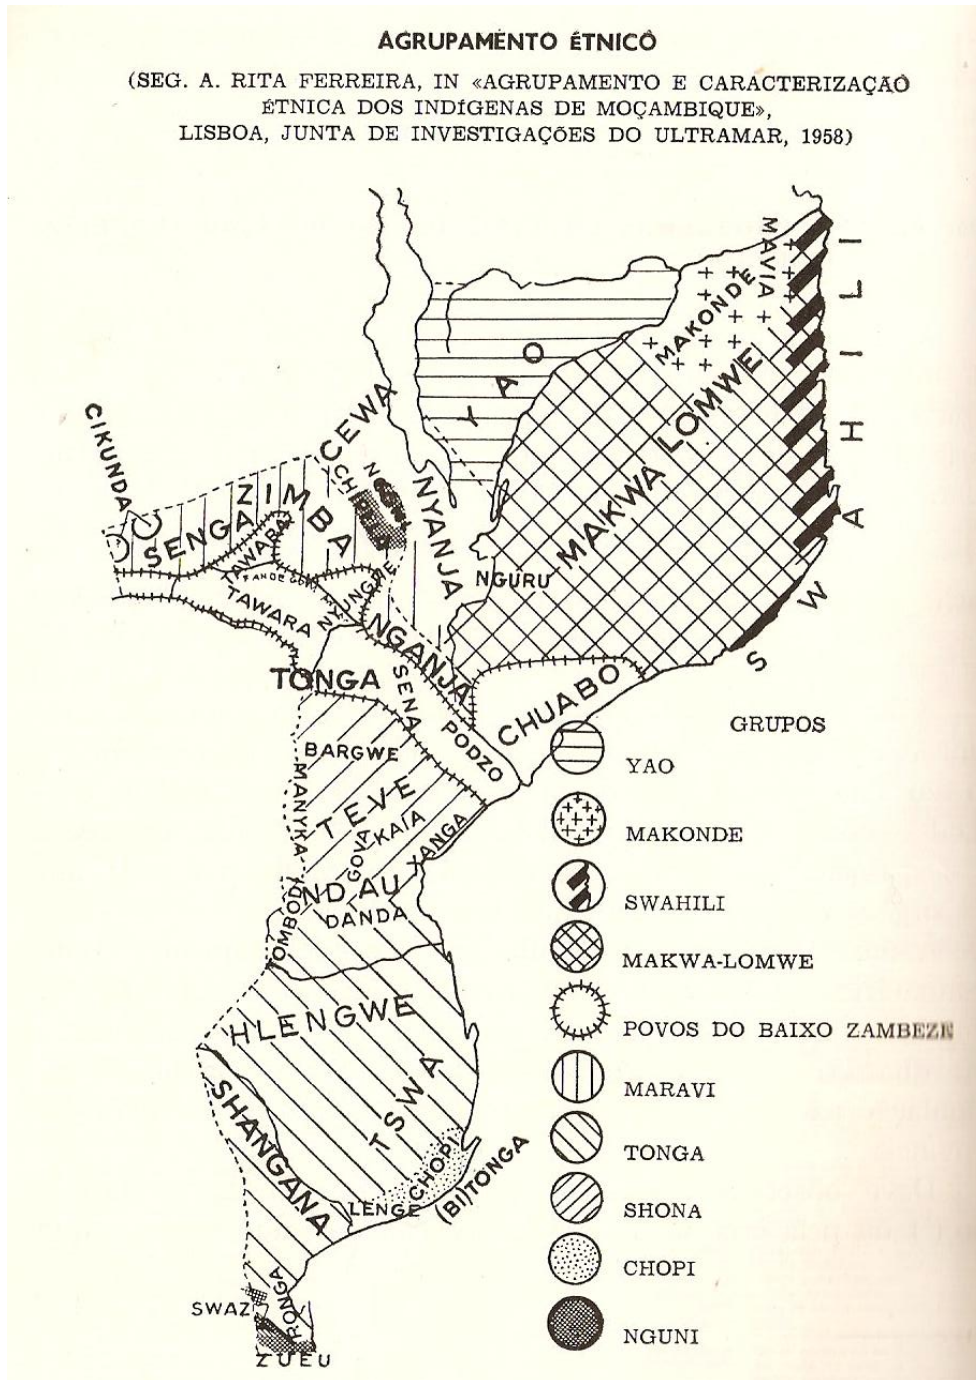 AGRUPAMENTO ÉTNICO
(SEG. A. RITA FERREIRA, IN «AGRUPAMENTO E CARACTERIZAÇAÕ
ÉTNICA DOS INDÍGENAS DE MOÇAMBIQUE»,
LISBOA, JUNTA DE INVESTIGAÇÕES DO ULTRAMAR, 1958)
MAVIA
MAKONDE
SWAHILI
YAO
MAKWA LOMWE
CEWA
CIKUNDA
ZIMBA
NYANJA
SENGA
TAWARA
NGURU
NYUNGWE
TAWARA
NGANJA
TONGA
SENA
CHUABO
PODZO
BARGWE
MANYKA
TEVE
KAIA
GOVA
XANGA
NDAU
DANDA
TOMBODI
HLENGWE
TSWA
SHANGANA
CHOPI
LENGE
(BI)TONGA
RONGA
SWAZI
ZUEU
GRUPOS
YAO
MAKONDE
SWAHILI
MAKWA-LOMWE
POVOS DO BAIXO ZAMBEZE
MARAVI
TONGA
SHONA
CHOPI
NGUNI